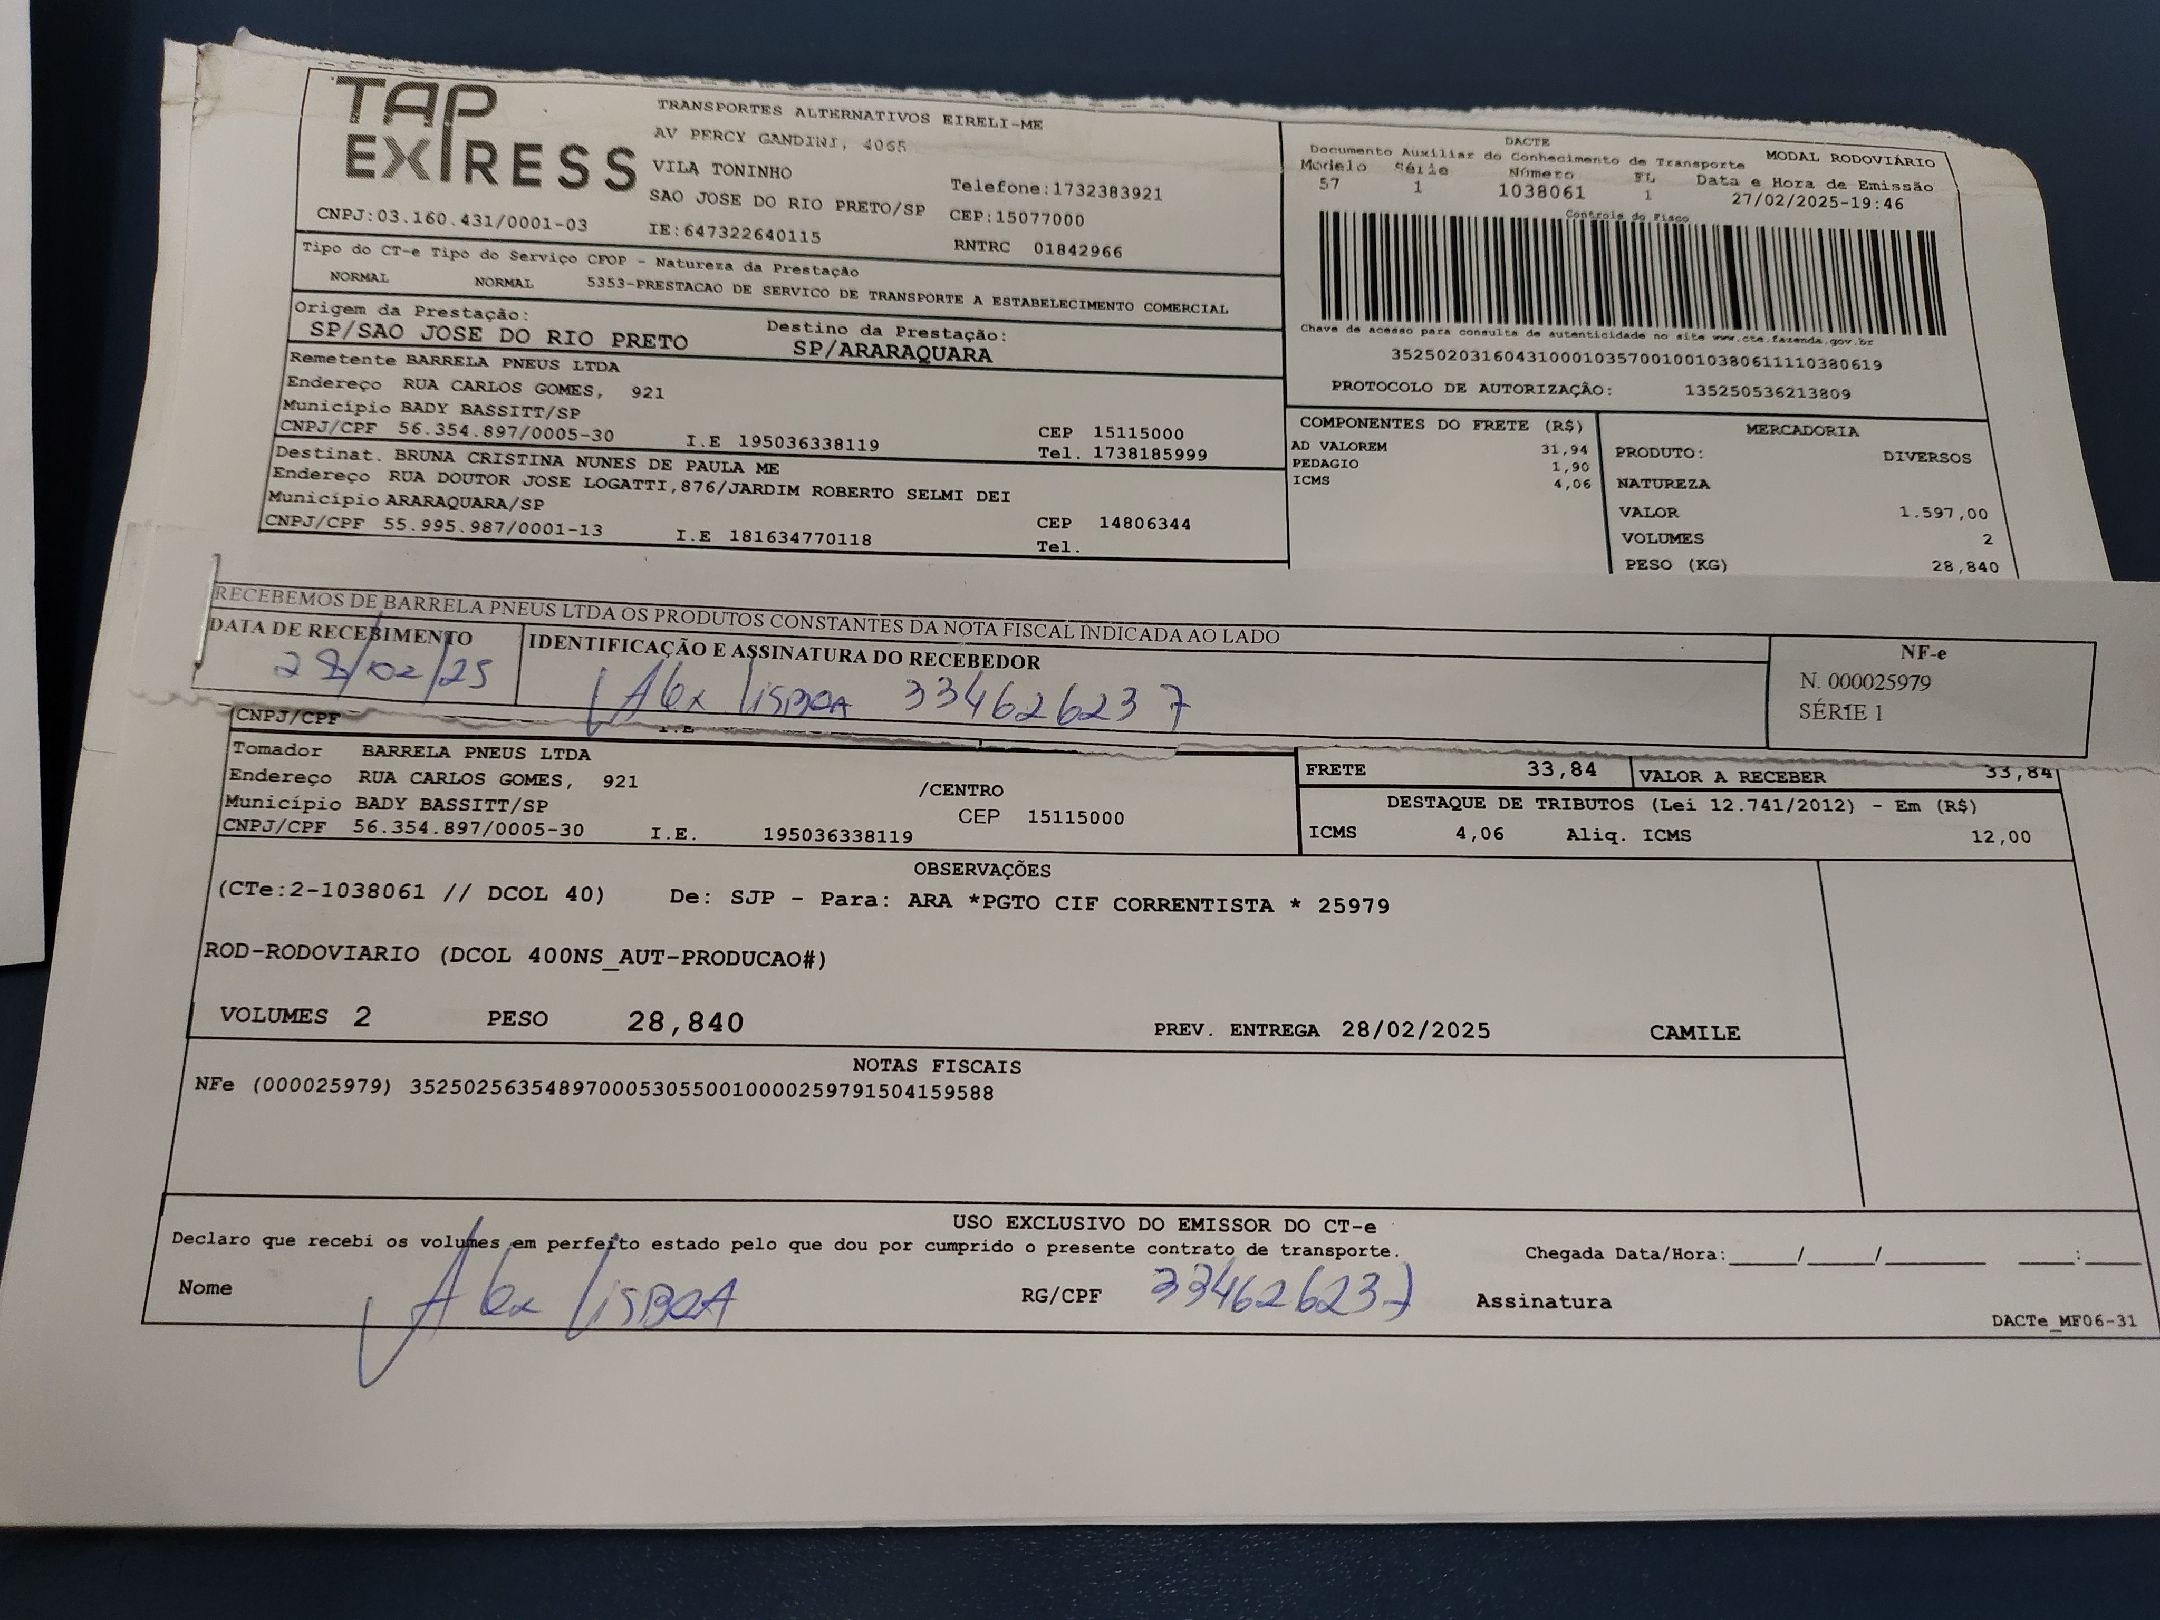 TAP EXPRESS
TRANSPORTES ALTERNATIVOS EIRELI-ME
AV PERCY GANDINI, 4065
VILA TONINHO
Telefone:1732383921
SAO JOSE DO RIO PRETO/SP CEP:15077000
CNPJ:03.160.431/0001-03 IE:647322640115 RNTRC 01842966
Tipo do CT-e Tipo do Serviço CFOP - Natureza da Prestação
NORMAL NORMAL 5353-PRESTACAO DE SERVICO DE TRANSPORTE A ESTABELECIMENTO COMERCIAL
Origem da Prestação: Destino da Prestação:
SP/SAO JOSE DO RIO PRETO SP/ARARAQUARA
Remetente BARRELA PNEUS LTDA
Endereço RUA CARLOS GOMES, 921
Município BADY BASSITT/SP CEP 15115000
CNPJ/CPF 56.354.897/0005-30 I.E 195036338119 Tel. 1738185999
Destinat. BRUNA CRISTINA NUNES DE PAULA ME
Endereço RUA DOUTOR JOSE LOGATTI,876/JARDIM ROBERTO SELMI DEI
Município ARARAQUARA/SP CEP 14806344
CNPJ/CPF 55.995.987/0001-13 I.E 181634770118 Tel.
DACTE
Documento Auxiliar do Conhecimento de Transporte MODAL RODOVIÁRIO
Modelo Série Número FL Data e Hora de Emissão
57 1 1038061 1 27/02/2025-19:46
Controle do Fisco
Chave de acesso para consulta de autenticidade no site www.cte.fazenda.gov.br
35250203160431000103570010010380611110380619
PROTOCOLO DE AUTORIZAÇÃO: 135250536213809
COMPONENTES DO FRETE (R$)
AD VALOREM 31,94
PEDAGIO 1,90
ICMS 4,06
MERCADORIA
PRODUTO: DIVERSOS
NATUREZA
VALOR 1.597,00
VOLUMES 2
PESO (KG) 28,840
RECEBEMOS DE BARRELA PNEUS LTDA OS PRODUTOS CONSTANTES DA NOTA FISCAL INDICADA AO LADO
DATA DE RECEBIMENTO IDENTIFICAÇÃO E ASSINATURA DO RECEBEDOR
28/02/25 Alex LISBOA 334626237
NF-e
N. 000025979
SÉRIE 1
CNPJ/CPF I.E
Tomador BARRELA PNEUS LTDA
Endereço RUA CARLOS GOMES, 921 /CENTRO
Município BADY BASSITT/SP CEP 15115000
CNPJ/CPF 56.354.897/0005-30 I.E. 195036338119
FRETE 33,84 VALOR A RECEBER 33,84
DESTAQUE DE TRIBUTOS (Lei 12.741/2012) - Em (R$)
ICMS 4,06 Aliq. ICMS 12,00
OBSERVAÇÕES
(CTe:2-1038061 // DCOL 40) De: SJP - Para: ARA *PGTO CIF CORRENTISTA * 25979
ROD-RODOVIARIO (DCOL 400NS_AUT-PRODUCAO#)
VOLUMES 2 PESO 28,840 PREV. ENTREGA 28/02/2025 CAMILE
NOTAS FISCAIS
NFe (000025979) 35250256354897000530550010000259791504159588
USO EXCLUSIVO DO EMISSOR DO CT-e
Declaro que recebi os volumes em perfeito estado pelo que dou por cumprido o presente contrato de transporte. Chegada Data/Hora:_____/_____/_______ ____:____
Nome Alex LISBOA RG/CPF 334626237 Assinatura
DACTe_MF06-31